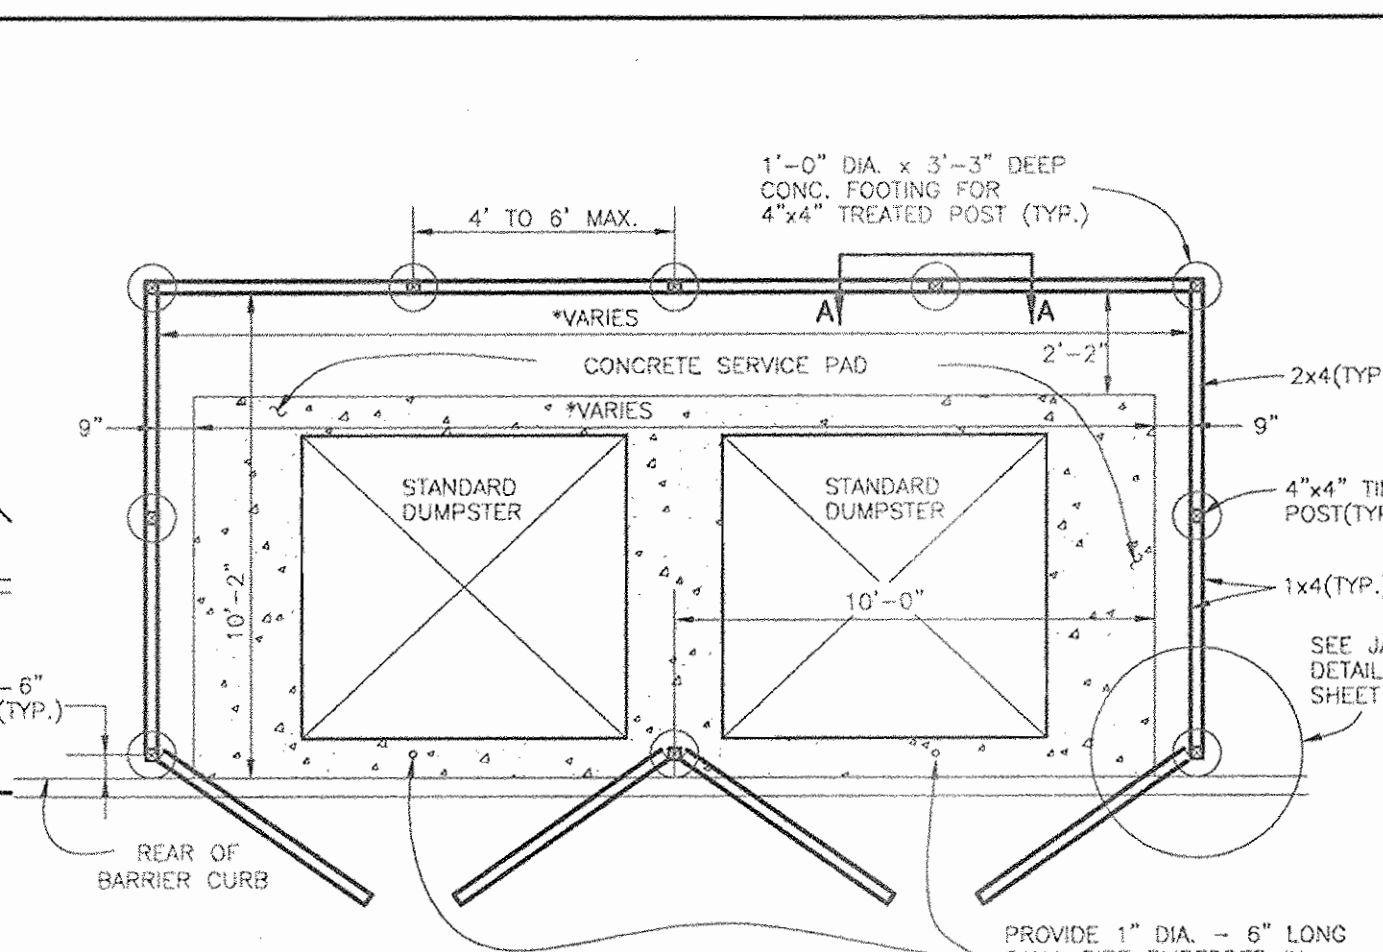 1'-0" DIA. x 3'-3" DEEP
CONC. FOOTING FOR
4"x4" TREATED POST (TYP.)
4' TO 6' MAX.
A
A
*VARIES
2'-2"
CONCRETE SERVICE PAD
2x4(TYP
*VARIES
9"
9"
STANDARD
DUMPSTER
STANDARD
DUMPSTER
4"x4" TI
POST(TYP
10'-2"
10'-0"
1x4(TYP.
SEE JA
DETAIL
SHEET
- 6"
(TYP.)
REAR OF
BARRIER CURB
PROVIDE 1" DIA. - 6" LONG